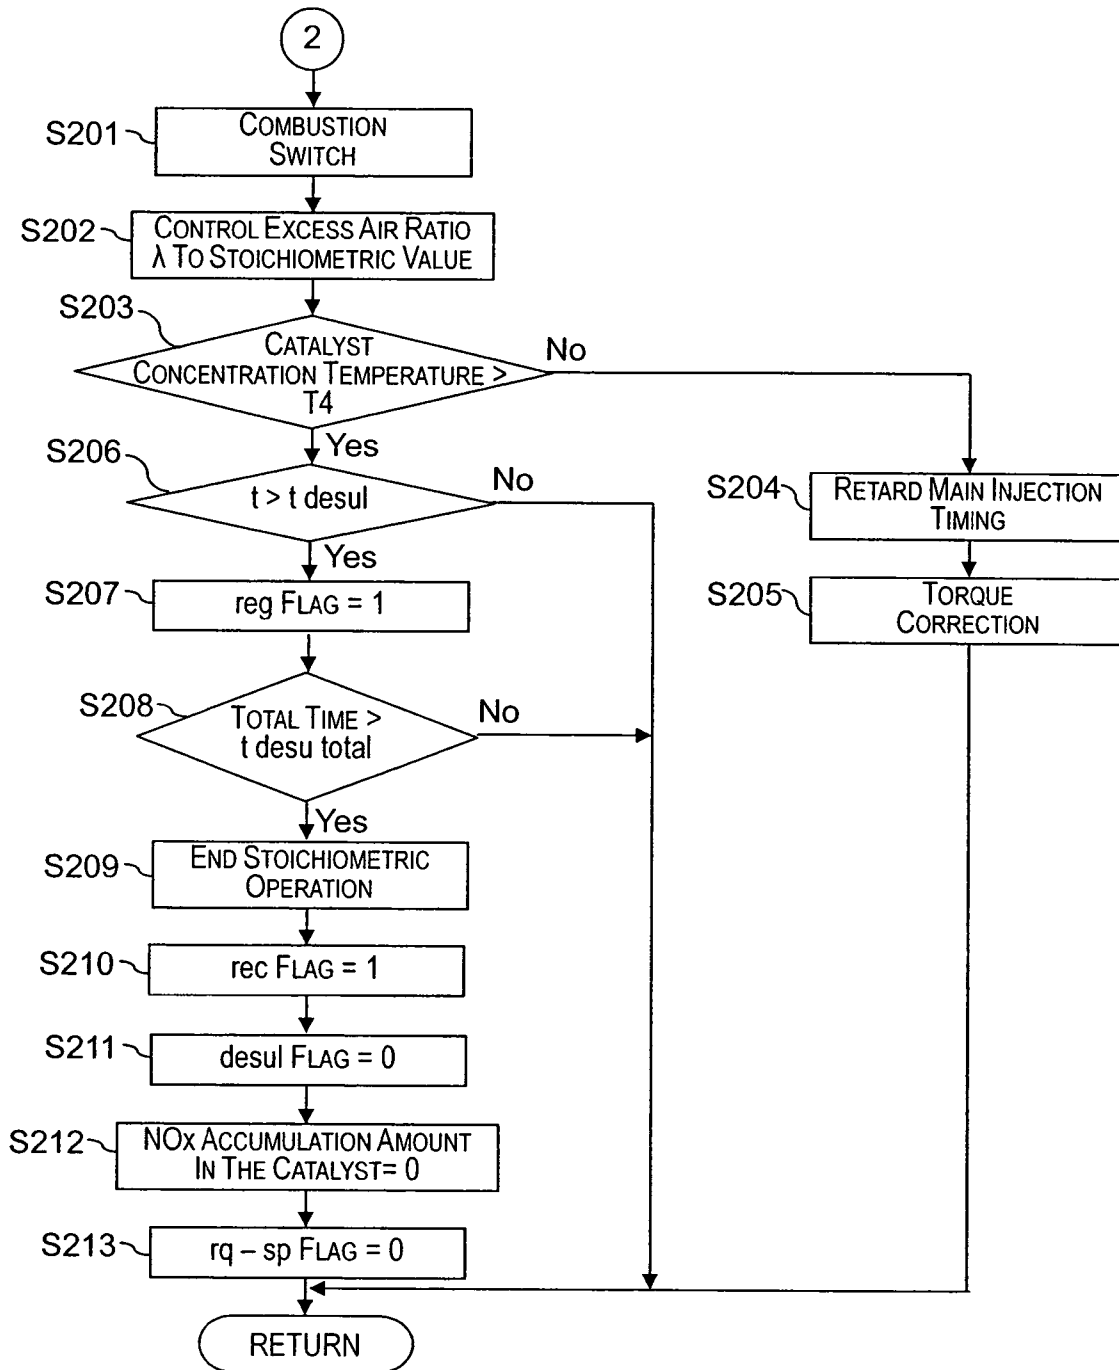 2
S201
COMBUSTION
SWITCH
S202
CONTROL EXCESS AIR RATIO
λ TO STOICHIOMETRIC VALUE
S203
CATALYST
CONCENTRATION TEMPERATURE >
T4
No
Yes
S204
RETARD MAIN INJECTION
TIMING
S205
TORQUE
CORRECTION
S206
t > t desul
No
Yes
S207
reg FLAG = 1
S208
TOTAL TIME >
t desu total
No
Yes
S209
END STOICHIOMETRIC
OPERATION
S210
rec FLAG = 1
S211
desul FLAG = 0
S212
NOx ACCUMULATION AMOUNT
IN THE CATALYST= 0
S213
rq – sp FLAG = 0
RETURN